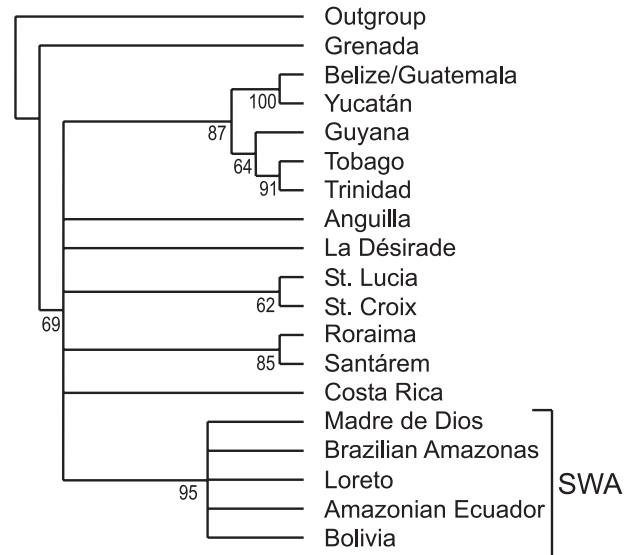 Outgroup
Grenada
Belize/Guatemala
100
Yucatán
87
Guyana
64
Tobago
91
Trinidad
Anguilla
La Désirade
St. Lucia
62
St. Croix
69
Roraima
85
Santárem
Costa Rica
Madre de Dios
Brazilian Amazonas
95
Loreto
SWA
Amazonian Ecuador
Bolivia